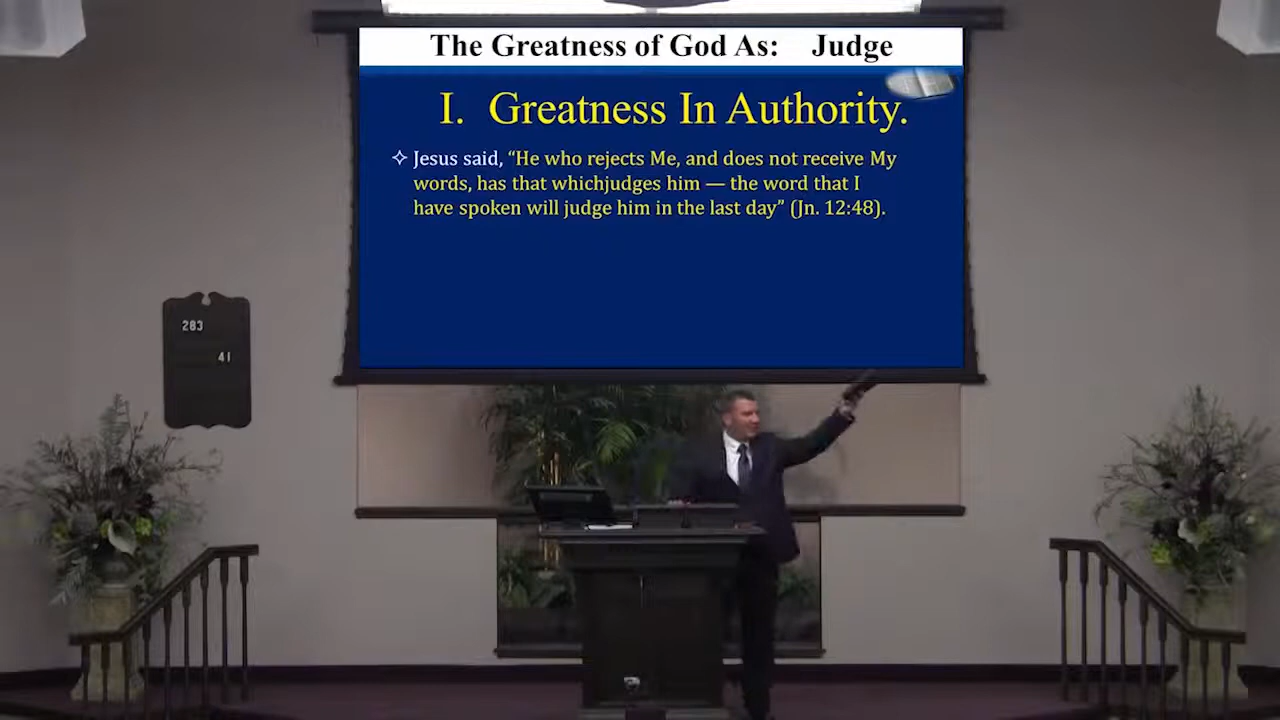 The Greatness of God As: Judge
I. Greatness In Authority.
Jesus said, “He who rejects Me, and does not receive My
words, has that whichjudges him — the word that I
have spoken will judge him in the last day” (Jn. 12:48).
283
41